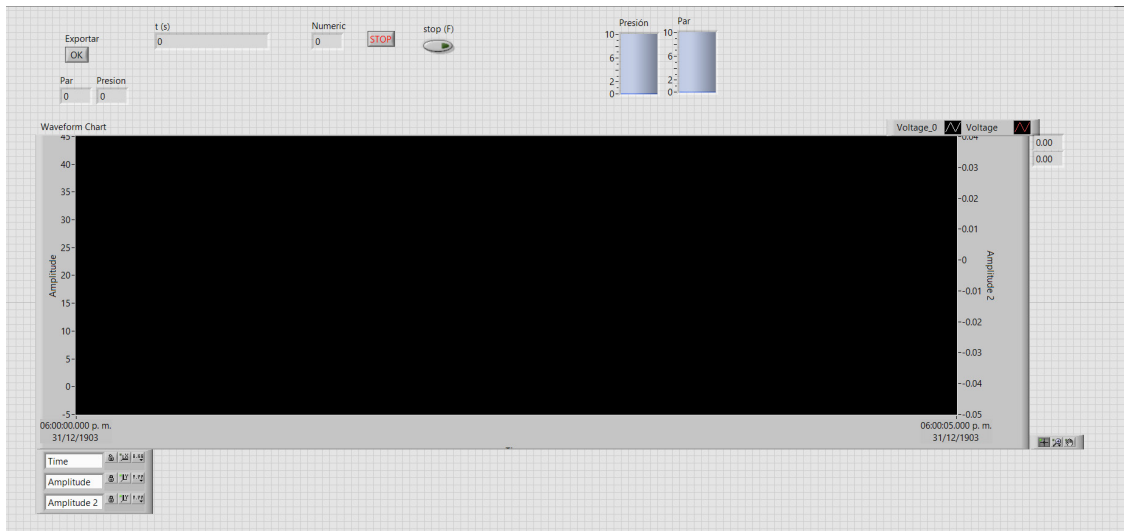 Exportar
OK
t (s)
0
Numeric
0
STOP
stop (F)
Presión
10
6
2
0
Par
10
6
2
0
Par
0
Presion
0
Waveform Chart
Voltage_0
Voltage
0.00
0.00
45
40
35
30
25
20
15
10
5
0
-5
Amplitude
0.04
0.03
0.02
0.01
0
-0.01
-0.02
-0.03
-0.04
-0.05
Amplitude 2
06:00:00.000 p. m.
31/12/1903
06:00:05.000 p. m.
31/12/1903
Time
Amplitude
Amplitude 2